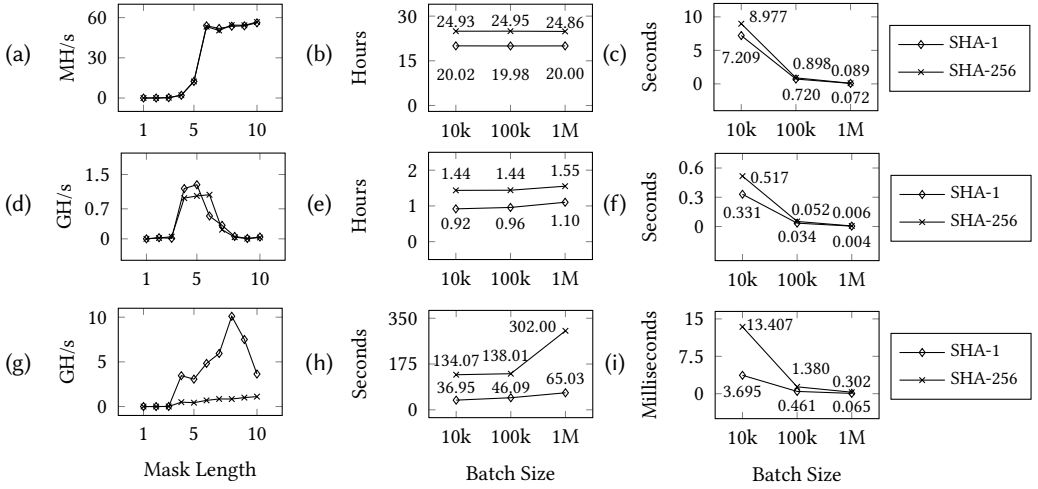 (a)
MH/s
60
30
0
1
5
10
(b)
Hours
30
15
0
24.93
24.95
24.86
20.02
19.98
20.00
10k
100k
1M
(c)
Seconds
10
5
0
8.977
7.209
0.898
0.089
0.720
0.072
10k
100k
1M
SHA-1
SHA-256
(d)
GH/s
1.5
0.7
0
1
5
10
(e)
Hours
2
1
0
1.44
1.44
1.55
0.92
0.96
1.10
10k
100k
1M
(f)
Seconds
0.6
0.3
0
0.517
0.331
0.052
0.006
0.034
0.004
10k
100k
1M
SHA-1
SHA-256
(g)
GH/s
10
5
0
1
5
10
Mask Length
(h)
Seconds
350
175
0
302.00
134.07
138.01
36.95
46.09
65.03
10k
100k
1M
Batch Size
(i)
Milliseconds
15
7.5
0
13.407
3.695
1.380
0.302
0.461
0.065
10k
100k
1M
Batch Size
SHA-1
SHA-256